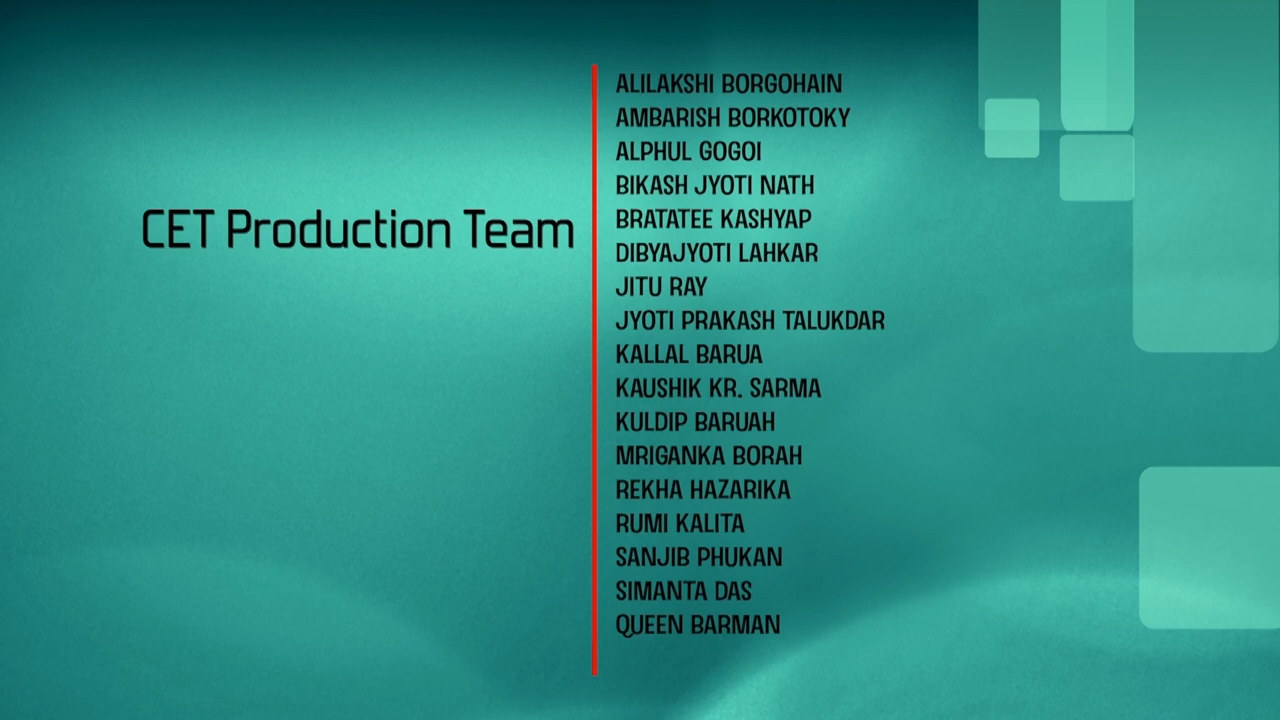 CET Production Team
ALILAKSHI BORGOHAIN
AMBARISH BORKOTOKY
ALPHUL GOGOI
BIKASH JYOTI NATH
BRATATEE KASHYAP
DIBYAJYOTI LAHKAR
JITU RAY
JYOTI PRAKASH TALUKDAR
KALLAL BARUA
KAUSHIK KR. SARMA
KULDIP BARUAH
MRIGANKA BORAH
REKHA HAZARIKA
RUMI KALITA
SANJIB PHUKAN
SIMANTA DAS
QUEEN BARMAN